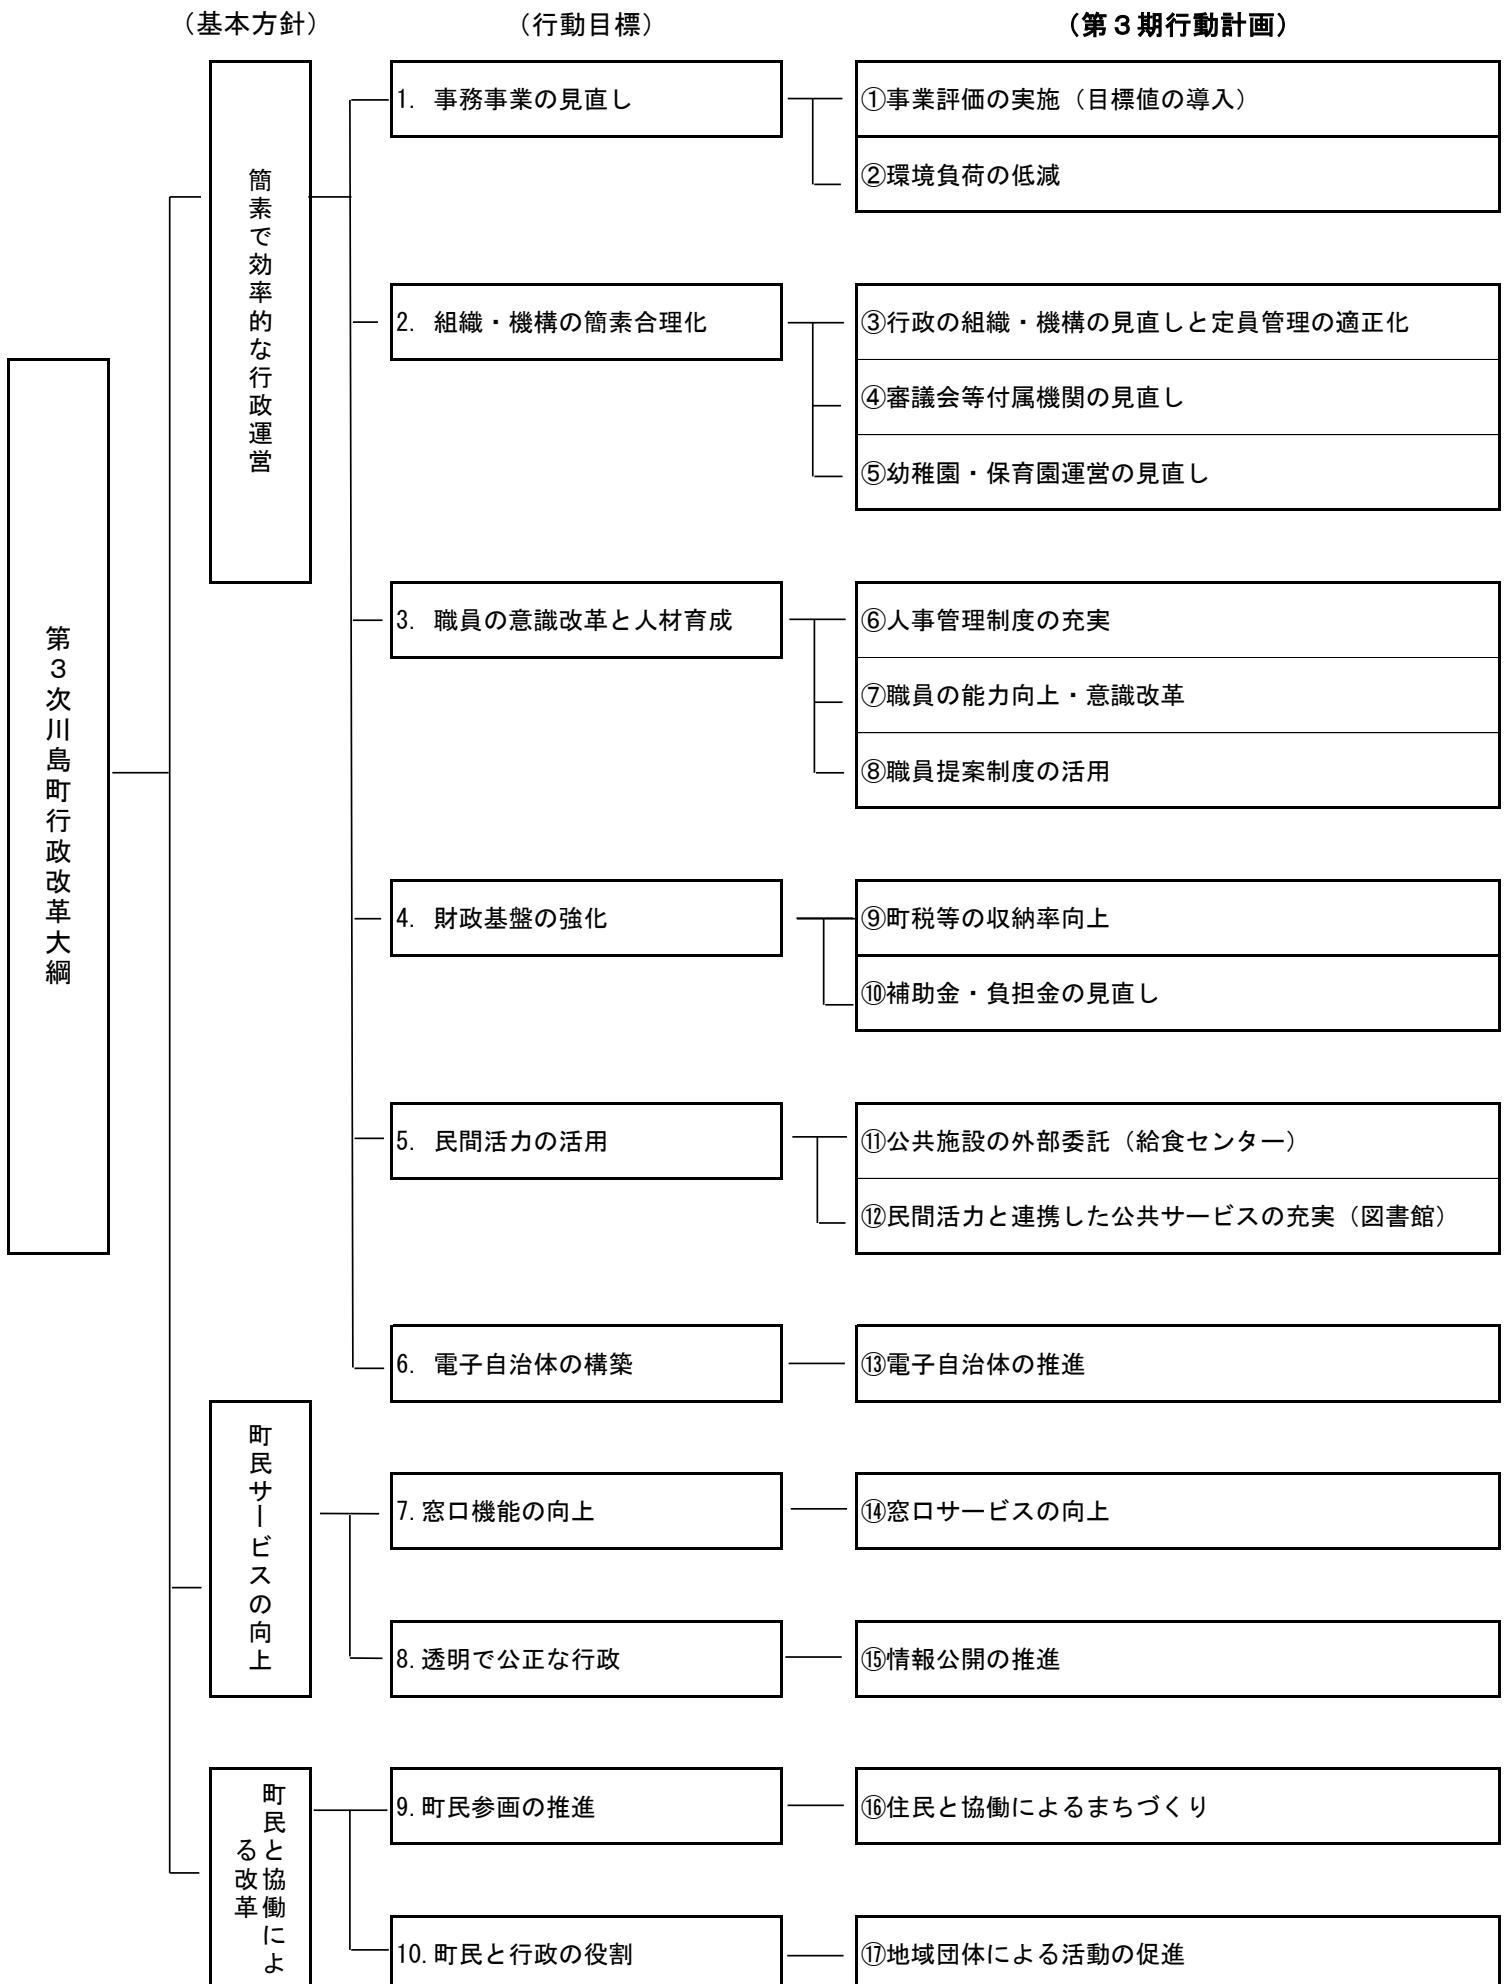 （基本方針）
（行動目標）
（第３期行動計画）
第３次川島町行政改革大綱
簡素で効率的な行政運営
1. 事務事業の見直し
①事業評価の実施（目標値の導入）
②環境負荷の低減
2. 組織・機構の簡素合理化
③行政の組織・機構の見直しと定員管理の適正化
④審議会等付属機関の見直し
⑤幼稚園・保育園運営の見直し
3. 職員の意識改革と人材育成
⑥人事管理制度の充実
⑦職員の能力向上・意識改革
⑧職員提案制度の活用
4. 財政基盤の強化
⑨町税等の収納率向上
⑩補助金・負担金の見直し
5. 民間活力の活用
⑪公共施設の外部委託（給食センター）
⑫民間活力と連携した公共サービスの充実（図書館）
6. 電子自治体の構築
⑬電子自治体の推進
町民サービスの向上
7. 窓口機能の向上
⑭窓口サービスの向上
8. 透明で公正な行政
⑮情報公開の推進
町民と協働によ
る改革
9. 町民参画の推進
⑯住民と協働によるまちづくり
10. 町民と行政の役割
⑰地域団体による活動の促進